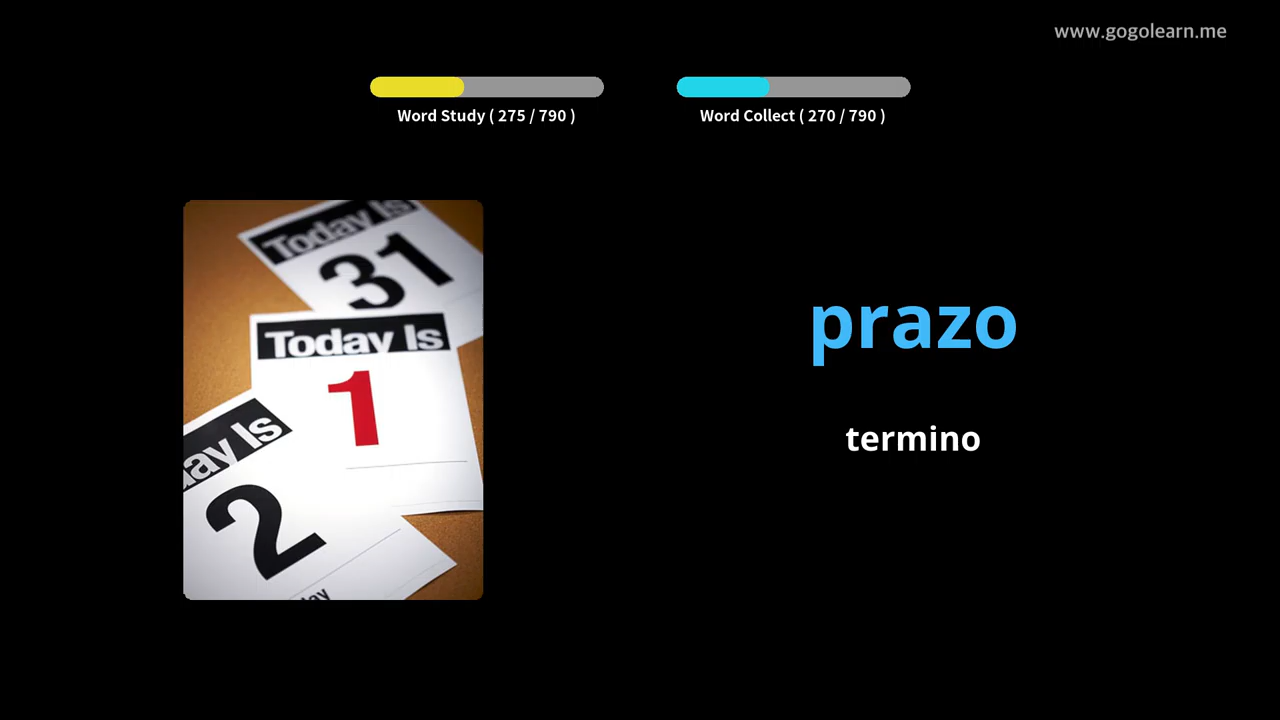 www.gogolearn.me
Word Study ( 275 / 790 )
Word Collect ( 270 / 790 )
Today Is
31
Today Is
1
day Is
2
prazo
termino